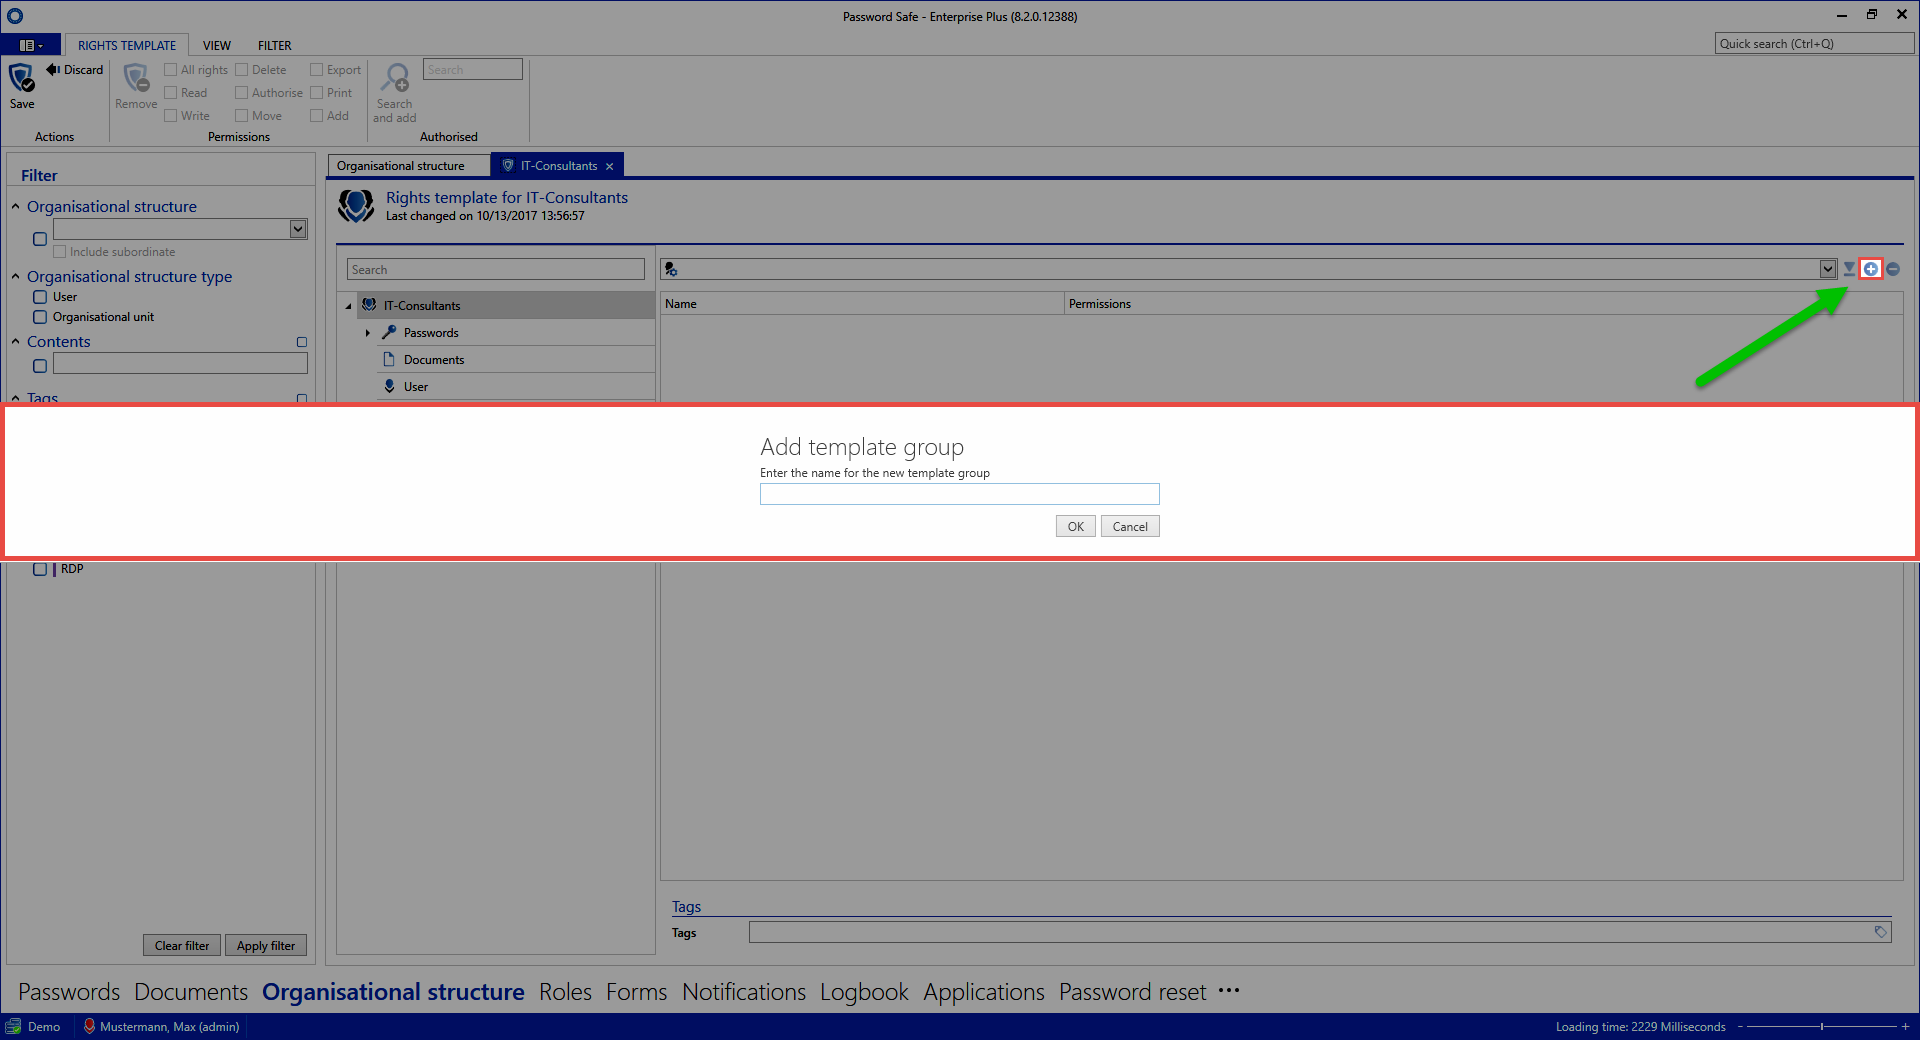 Password Safe - Enterprise Plus (8.2.0.12388)
RIGHTS TEMPLATE VIEW FILTER
Quick search (Ctrl+Q)
Save
Discard
Actions
Remove
All rights Delete Export
Read Authorise Print
Write Move Add
Permissions
Search and add
Search
Authorised
Filter
Organisational structure
Include subordinate
Organisational structure type
User
Organisational unit
Contents
Tags
RDP
Clear filter Apply filter
Organisational structure IT-Consultants
Rights template for IT-Consultants
Last changed on 10/13/2017 13:56:57
Search
IT-Consultants
Passwords
Documents
User
Name Permissions
Add template group
Enter the name for the new template group
OK Cancel
Tags
Tags
Passwords Documents Organisational structure Roles Forms Notifications Logbook Applications Password reset •••
Demo Mustermann, Max (admin) Loading time: 2229 Milliseconds - +